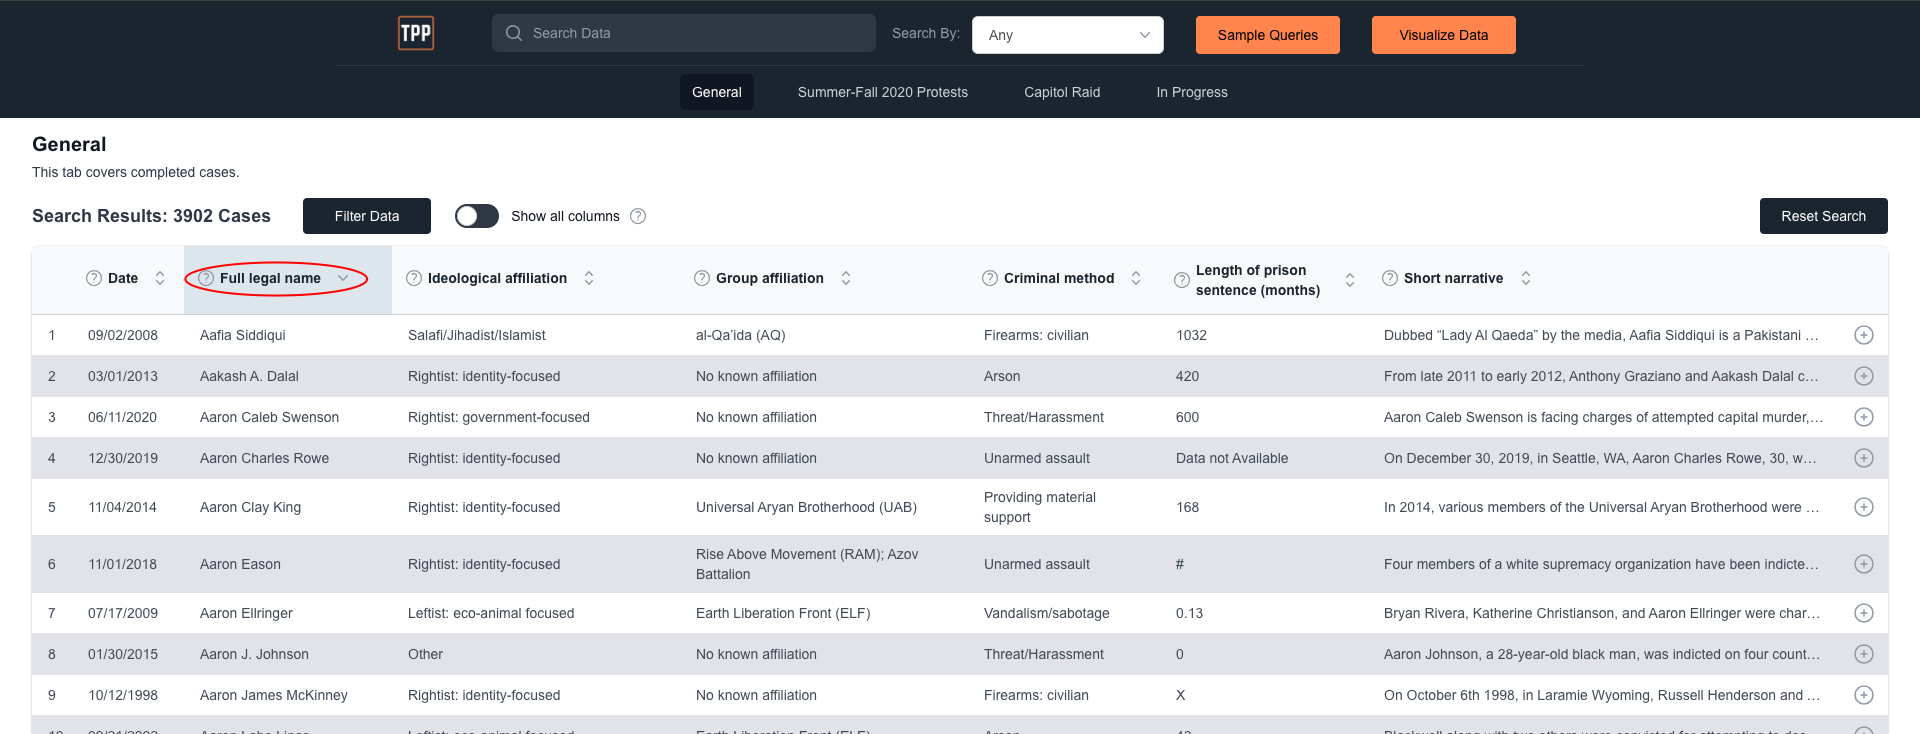 TPP Search Data Search By: Any Sample Queries Visualize Data
General Summer-Fall 2020 Protests Capitol Raid In Progress
General
This tab covers completed cases.
Search Results: 3902 Cases Filter Data Show all columns ? Reset Search
? Date ? Full legal name ? Ideological affiliation ? Group affiliation ? Criminal method ? Length of prison sentence (months) ? Short narrative
1 09/02/2008 Aafia Siddiqui Salafi/Jihadist/Islamist al-Qa’ida (AQ) Firearms: civilian 1032 Dubbed “Lady Al Qaeda” by the media, Aafia Siddiqui is a Pakistani …
2 03/01/2013 Aakash A. Dalal Rightist: identity-focused No known affiliation Arson 420 From late 2011 to early 2012, Anthony Graziano and Aakash Dalal c…
3 06/11/2020 Aaron Caleb Swenson Rightist: government-focused No known affiliation Threat/Harassment 600 Aaron Caleb Swenson is facing charges of attempted capital murder,…
4 12/30/2019 Aaron Charles Rowe Rightist: identity-focused No known affiliation Unarmed assault Data not Available On December 30, 2019, in Seattle, WA, Aaron Charles Rowe, 30, w…
5 11/04/2014 Aaron Clay King Rightist: identity-focused Universal Aryan Brotherhood (UAB) Providing material support 168 In 2014, various members of the Universal Aryan Brotherhood were …
6 11/01/2018 Aaron Eason Rightist: identity-focused Rise Above Movement (RAM); Azov Battalion Unarmed assault # Four members of a white supremacy organization have been indicte…
7 07/17/2009 Aaron Ellringer Leftist: eco-animal focused Earth Liberation Front (ELF) Vandalism/sabotage 0.13 Bryan Rivera, Katherine Christianson, and Aaron Ellringer were char…
8 01/30/2015 Aaron J. Johnson Other No known affiliation Threat/Harassment 0 Aaron Johnson, a 28-year-old black man, was indicted on four count…
9 10/12/1998 Aaron James McKinney Rightist: identity-focused No known affiliation Firearms: civilian X On October 6th 1998, in Laramie Wyoming, Russell Henderson and …